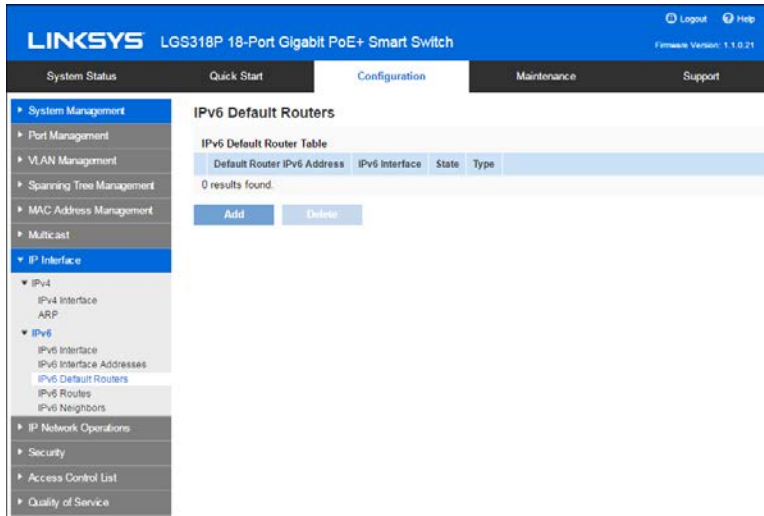 Logout Help
LINKSYS LGS318P 18-Port Gigabit PoE+ Smart Switch
Firmware Version: 1.1.0.21
System Status Quick Start Configuration Maintenance Support
System Management
Port Management
VLAN Management
Spanning Tree Management
MAC Address Management
Multicast
IP Interface
IPv4
IPv4 Interface
ARP
IPv6
IPv6 Interface
IPv6 Interface Addresses
IPv6 Default Routers
IPv6 Routes
IPv6 Neighbors
IP Network Operations
Security
Access Control List
Quality of Service
IPv6 Default Routers
IPv6 Default Router Table
Default Router IPv6 Address IPv6 Interface State Type
0 results found.
Add Delete